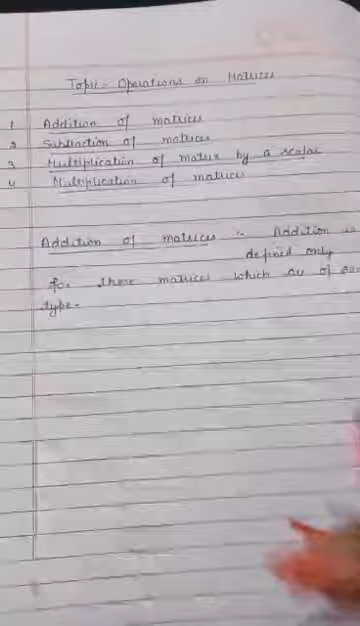 Topic - Operations on Matrices
1 Addition of matrices
2 Subtraction of matrices
3 Multiplication of matrix by a scalar
4 Multiplication of matrices
Addition of matrices :- Addition is
defined only
for those matrices which are of
type.